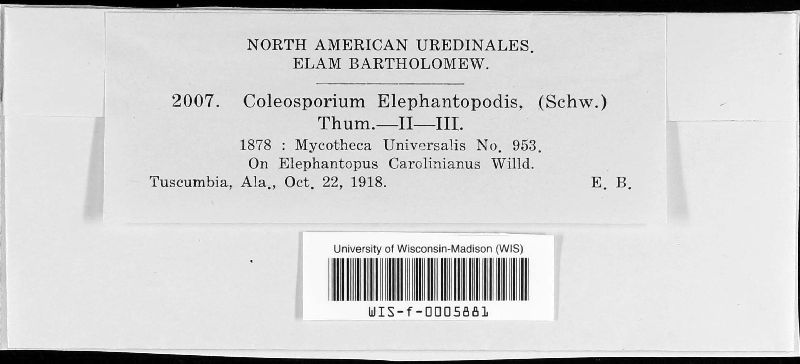 NORTH AMERICAN UREDINALES.
ELAM BARTHOLOMEW.
2007. Coleosporium Elephantopodis, (Schw.)
Thum.—II—III.
1878 : Mycotheca Universalis No. 953.
On Elephantopus Carolinianus Willd.
Tuscumbia, Ala., Oct. 22, 1918. E. B.
University of Wisconsin-Madison (WIS)
WIS-f-0005881